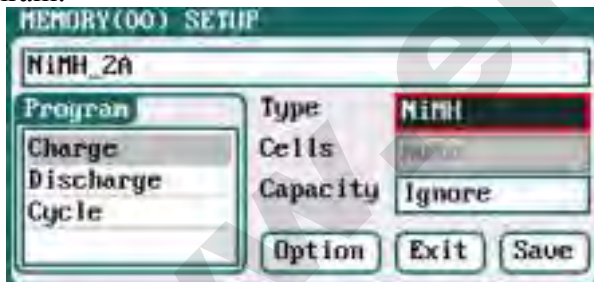 MEMORY(00) SETUP
NiMH_2A
Program
Type
NiMH
Charge
Cells
Discharge
Capacity
Ignore
Cycle
Option
Exit
Save